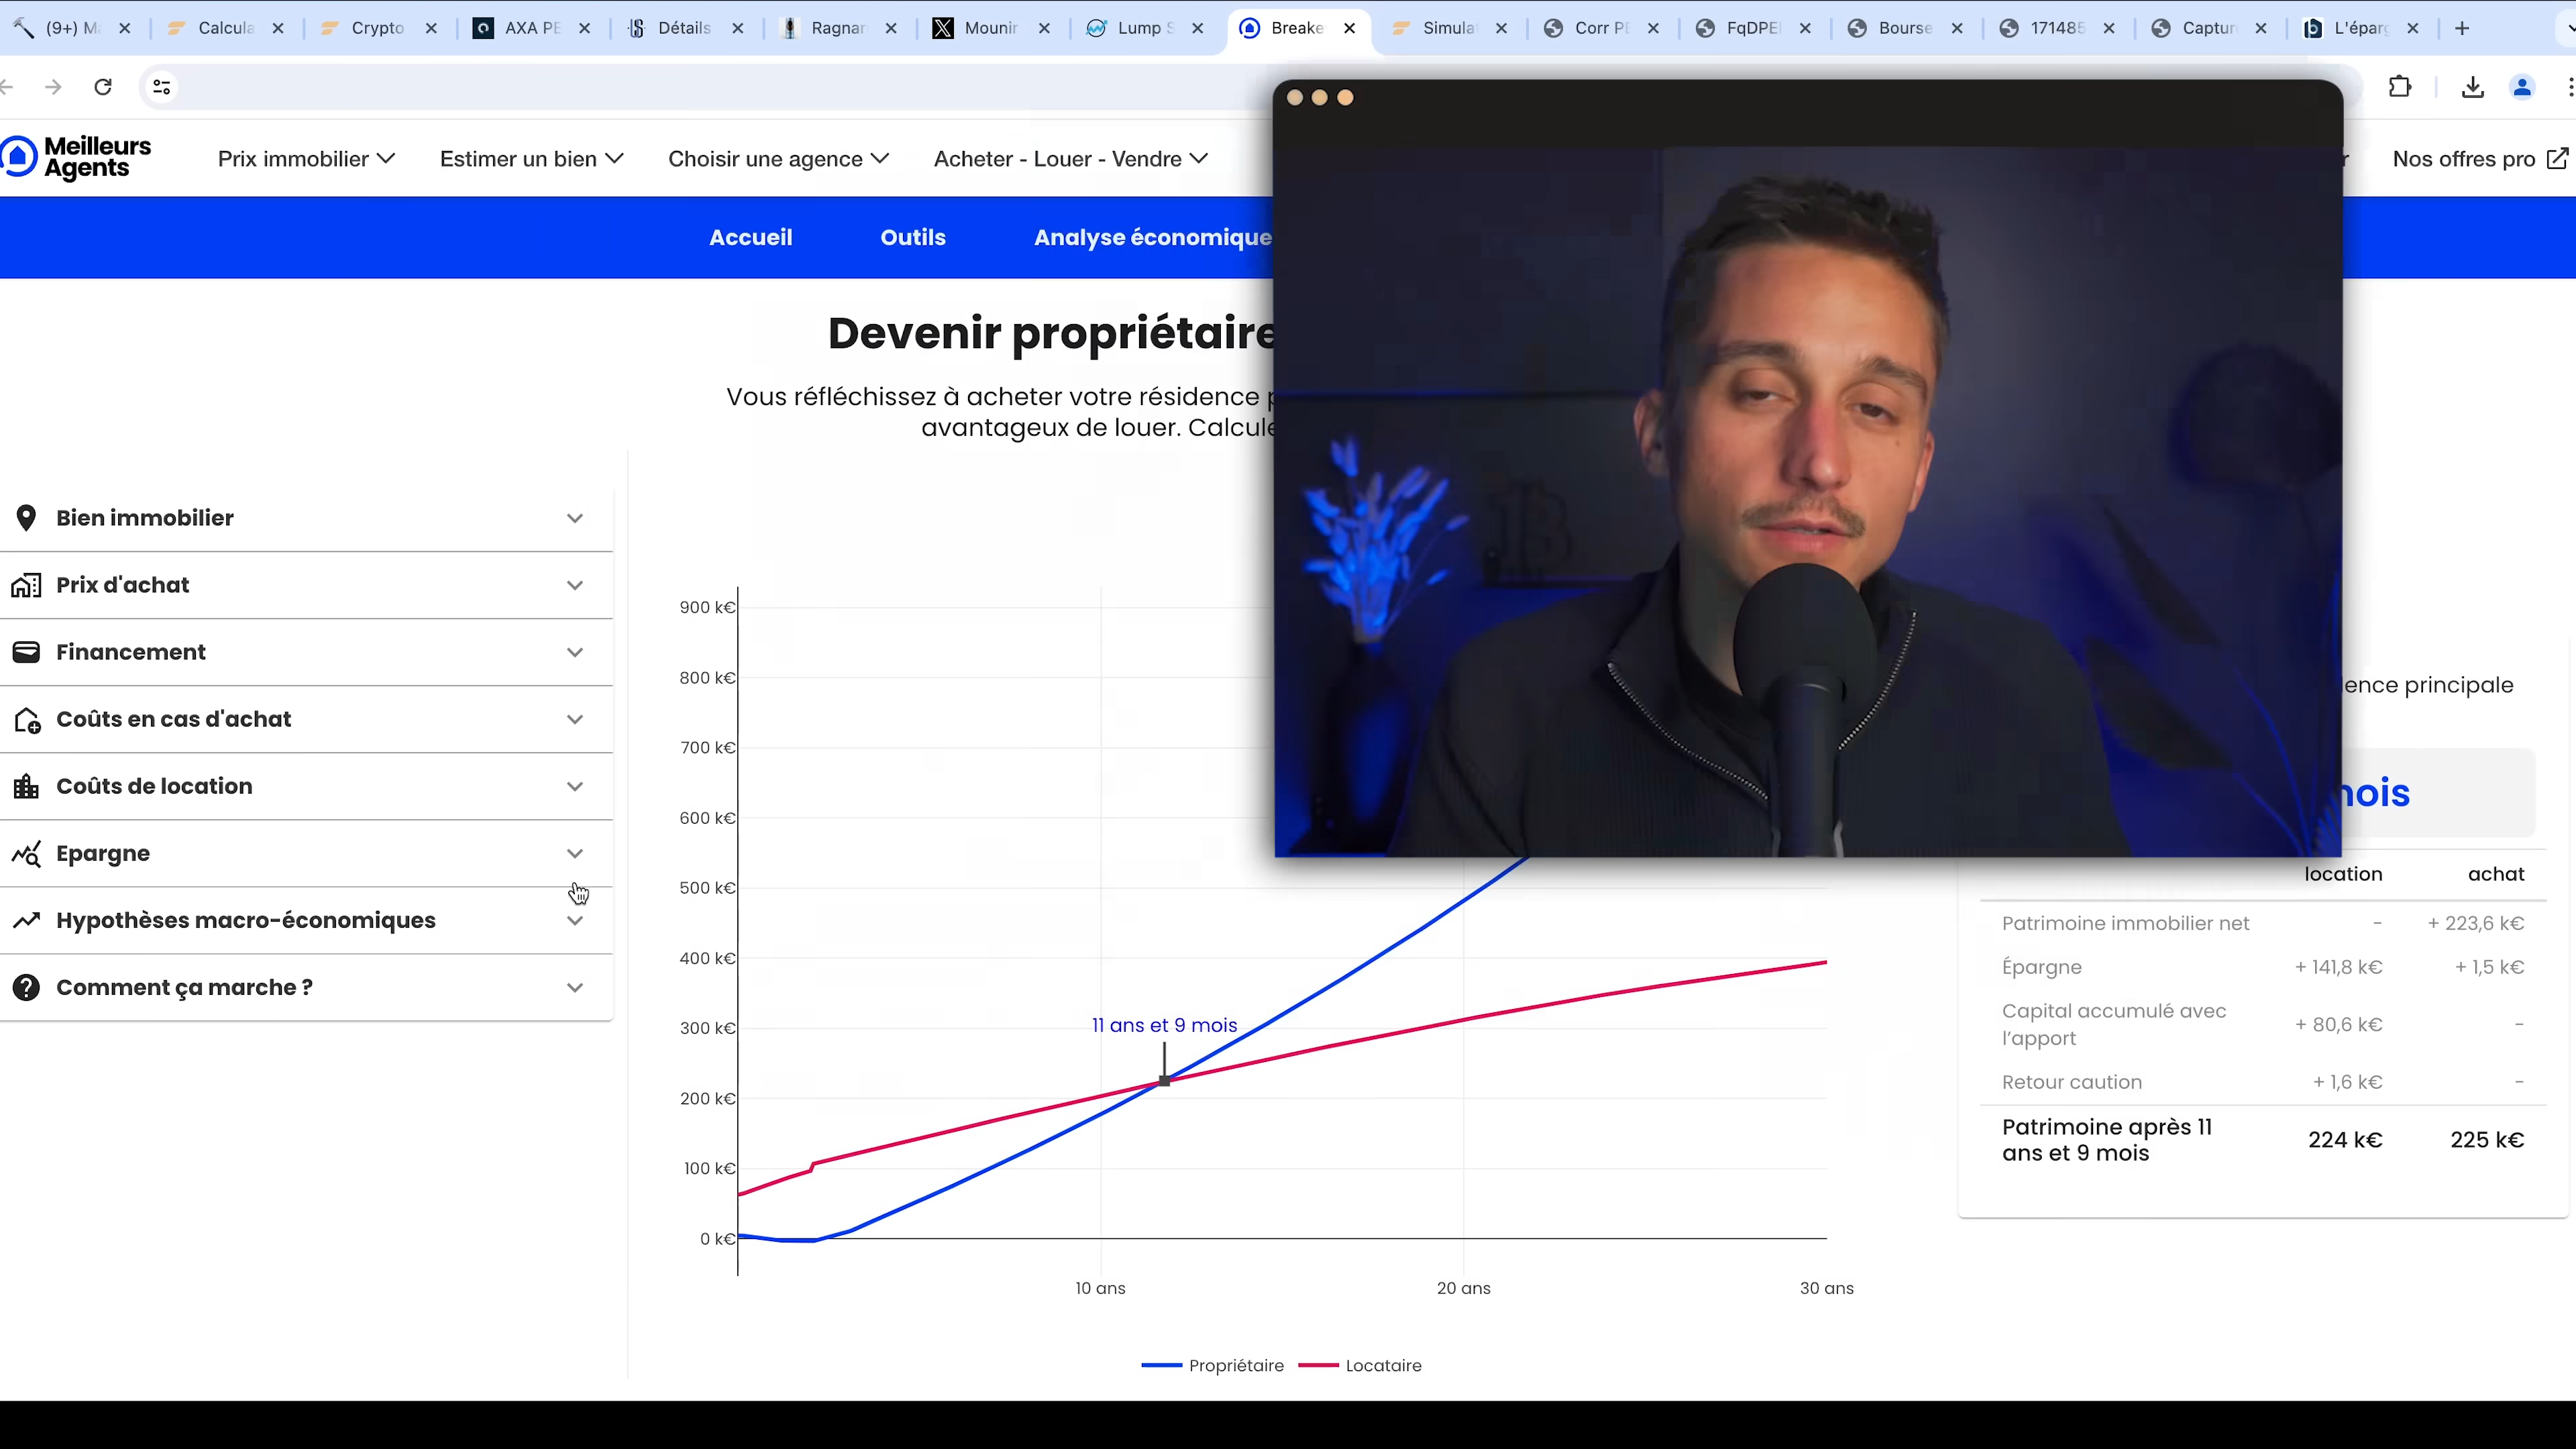 (9+) Ma
Calcula
Crypto
AXA PE
Détails
Ragnar
Mounir
Lump S
Breake
Simula
Corr PE
FqDPEI
Bourse
171485
Captur
L'éparg
Meilleurs
Agents
Prix immobilier
Estimer un bien
Choisir une agence
Acheter - Louer - Vendre
Nos offres pro
Accueil
Outils
Analyse économique
Devenir propriétaire
Vous réfléchissez à acheter votre résidence p
avantageux de louer. Calcule
Bien immobilier
Prix d'achat
Financement
Coûts en cas d'achat
Coûts de location
Epargne
Hypothèses macro-économiques
Comment ça marche ?
900 k€
800 k€
700 k€
600 k€
500 k€
400 k€
300 k€
200 k€
100 k€
0 k€
11 ans et 9 mois
10 ans
20 ans
30 ans
Propriétaire
Locataire
ence principale
mois
location achat
Patrimoine immobilier net - + 223,6 k€
Épargne + 141,8 k€ + 1,5 k€
Capital accumulé avec
l'apport + 80,6 k€ -
Retour caution + 1,6 k€ -
Patrimoine après 11
ans et 9 mois 224 k€ 225 k€